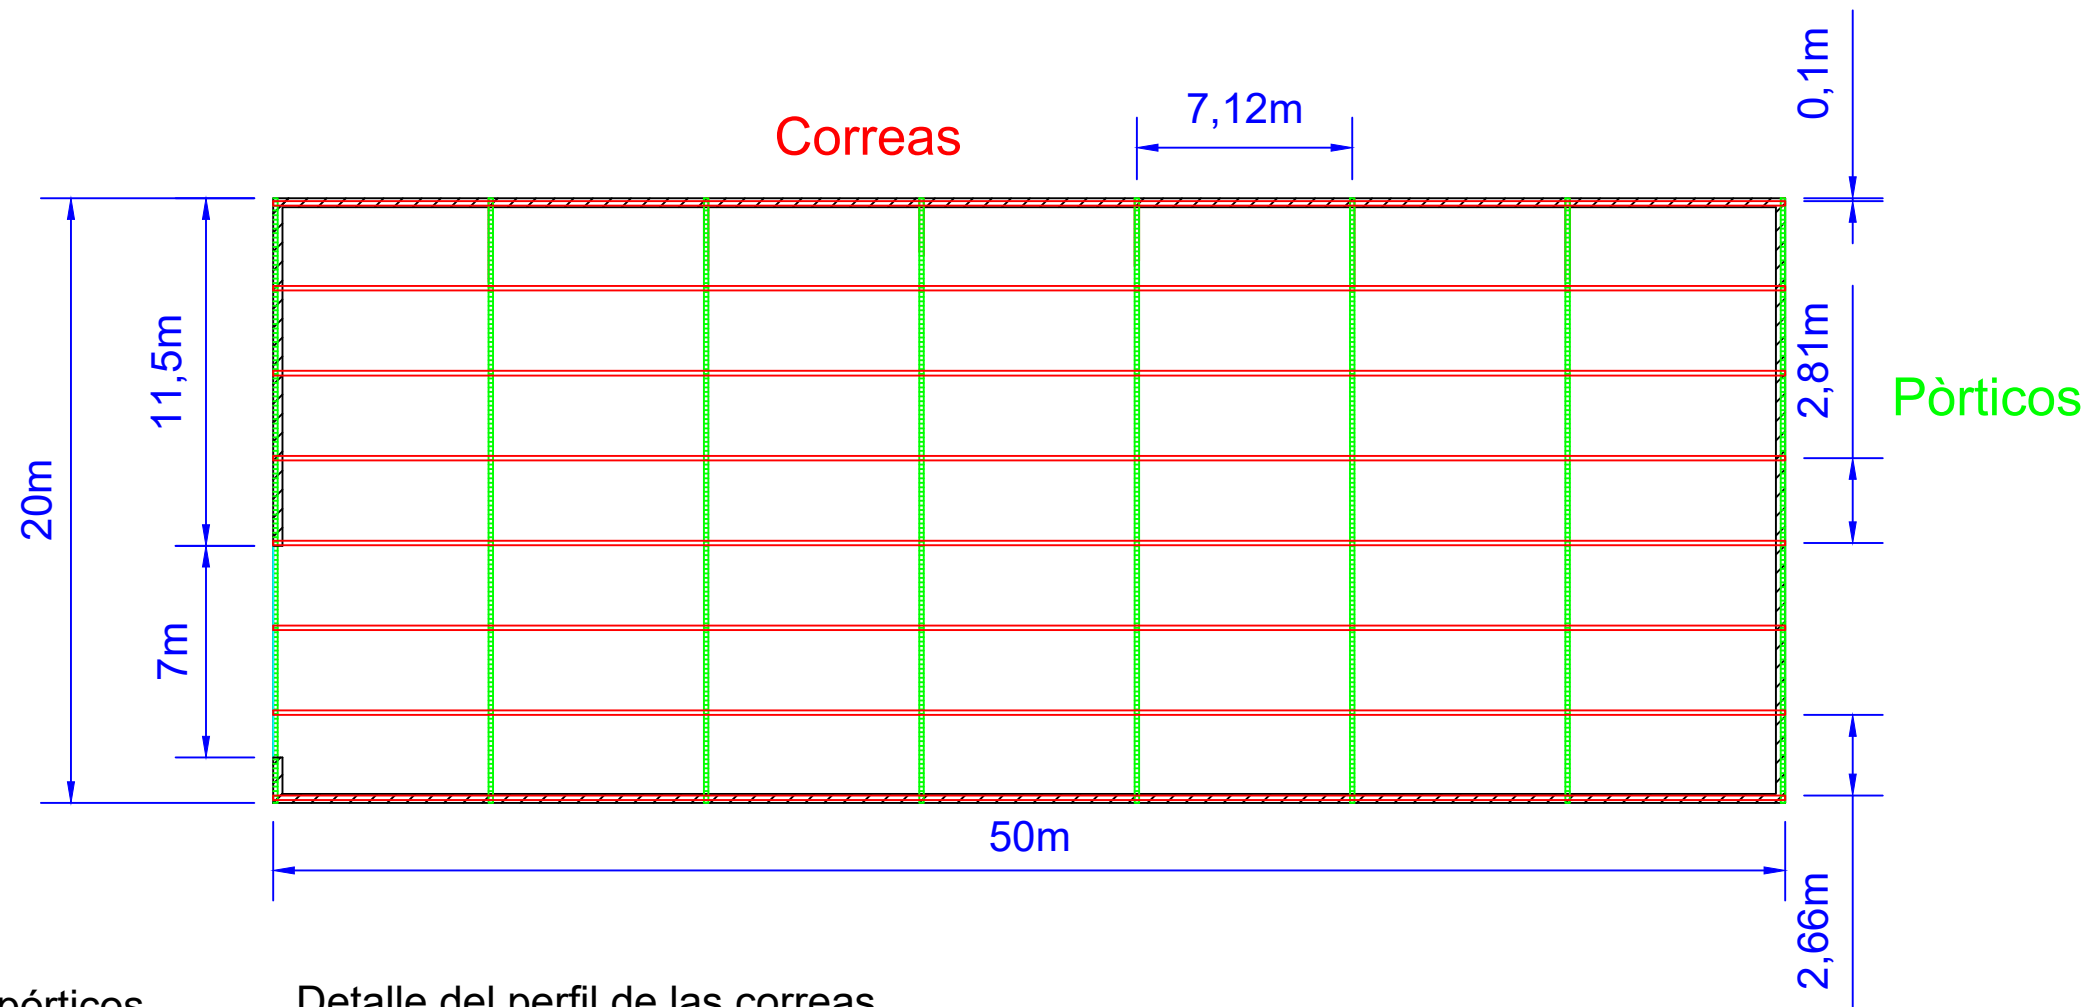 0,1m
7,12m
Correas
11,5m
2,81m
Pòrticos
20m
7m
50m
2,66m
pórticos
Detalle del perfil de las correas